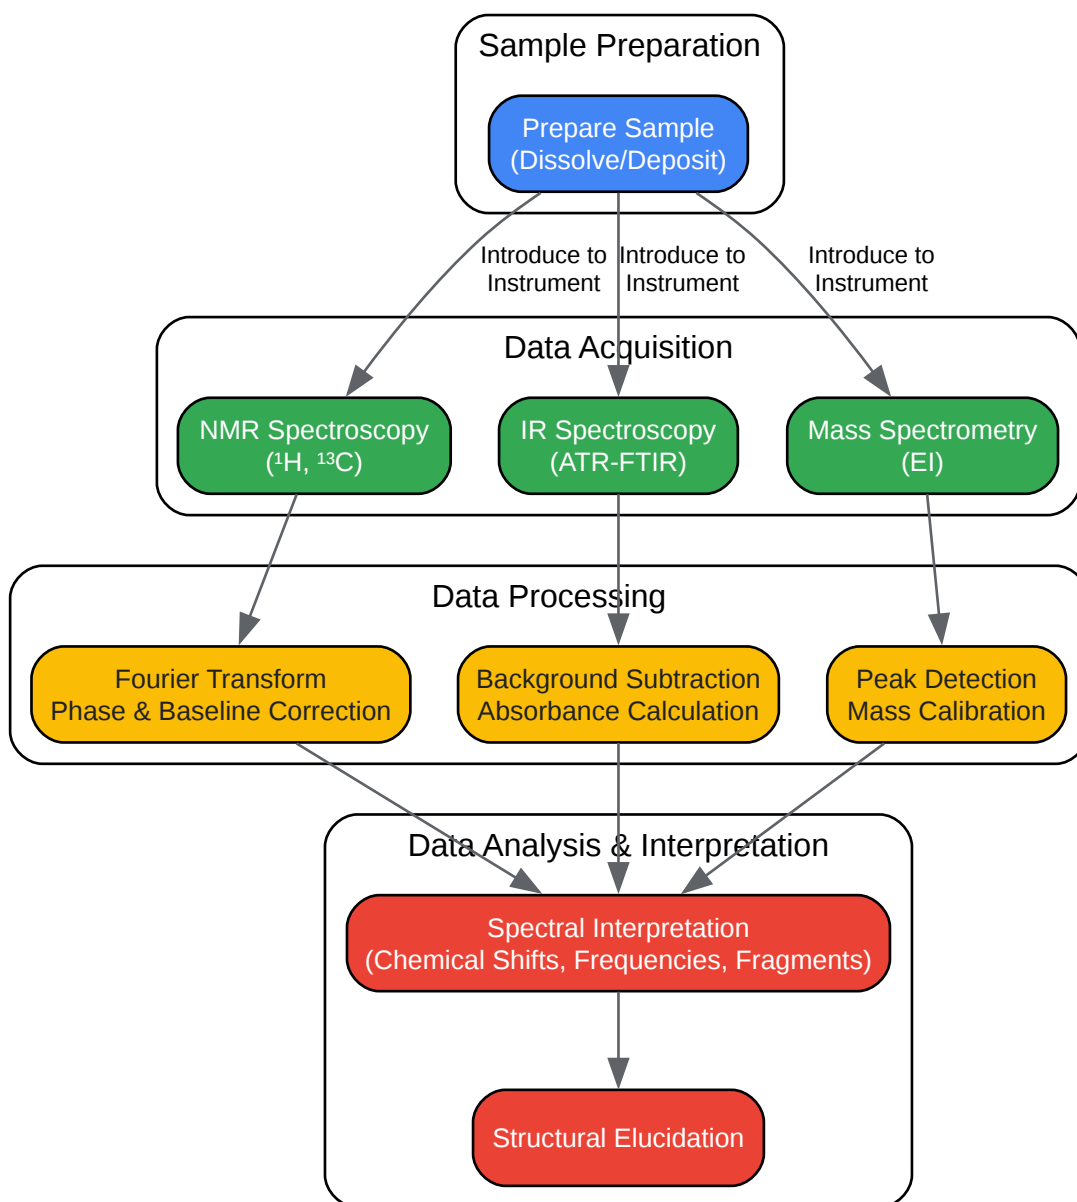 Sample Preparation
Prepare Sample
(Dissolve/Deposit)
Introduce to
Instrument
Introduce to
Instrument
Introduce to
Instrument
Data Acquisition
NMR Spectroscopy
(¹H, ¹³C)
IR Spectroscopy
(ATR-FTIR)
Mass Spectrometry
(EI)
Data Processing
Fourier Transform
Phase & Baseline Correction
Background Subtraction
Absorbance Calculation
Peak Detection
Mass Calibration
Data Analysis & Interpretation
Spectral Interpretation
(Chemical Shifts, Frequencies, Fragments)
Structural Elucidation